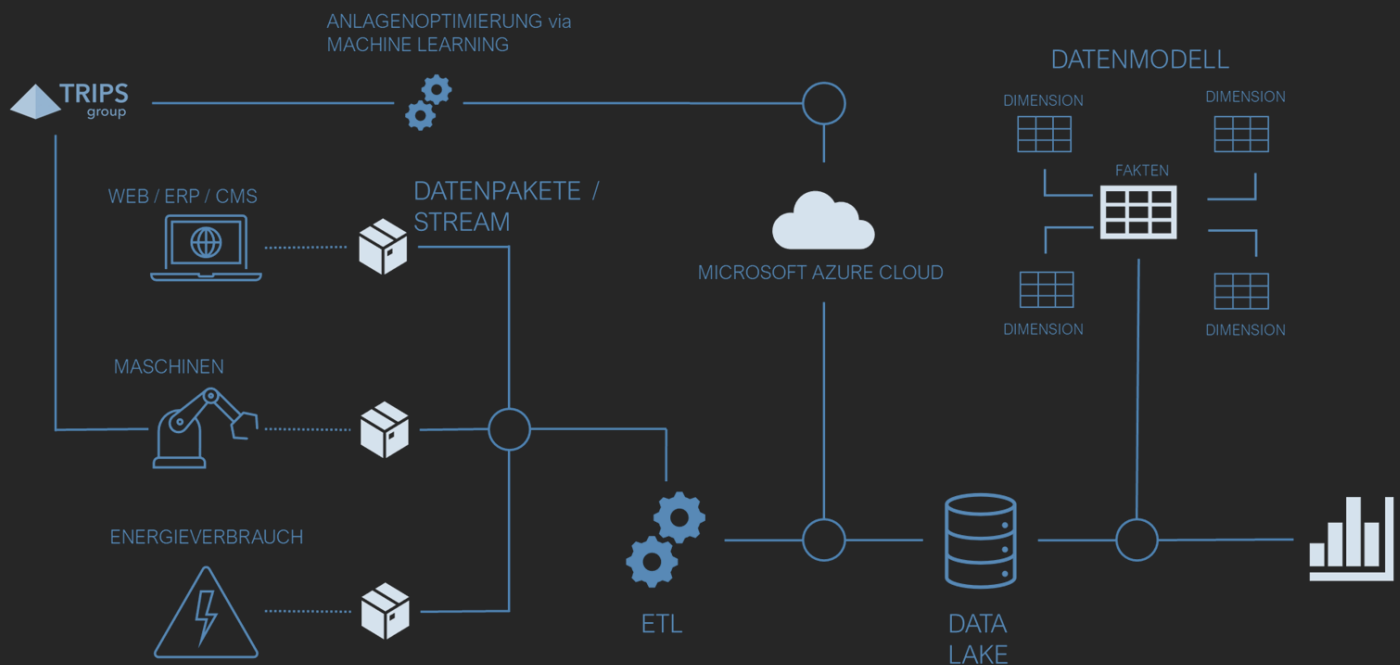 ANLAGENOPTIMIERUNG via
MACHINE LEARNING
TRIPS
group
DATENMODELL
DIMENSION
DIMENSION
FAKTEN
WEB / ERP / CMS
DATENPAKETE /
STREAM
MICROSOFT AZURE CLOUD
DIMENSION
DIMENSION
MASCHINEN
ENERGIEVERBRAUCH
ETL
DATA
LAKE